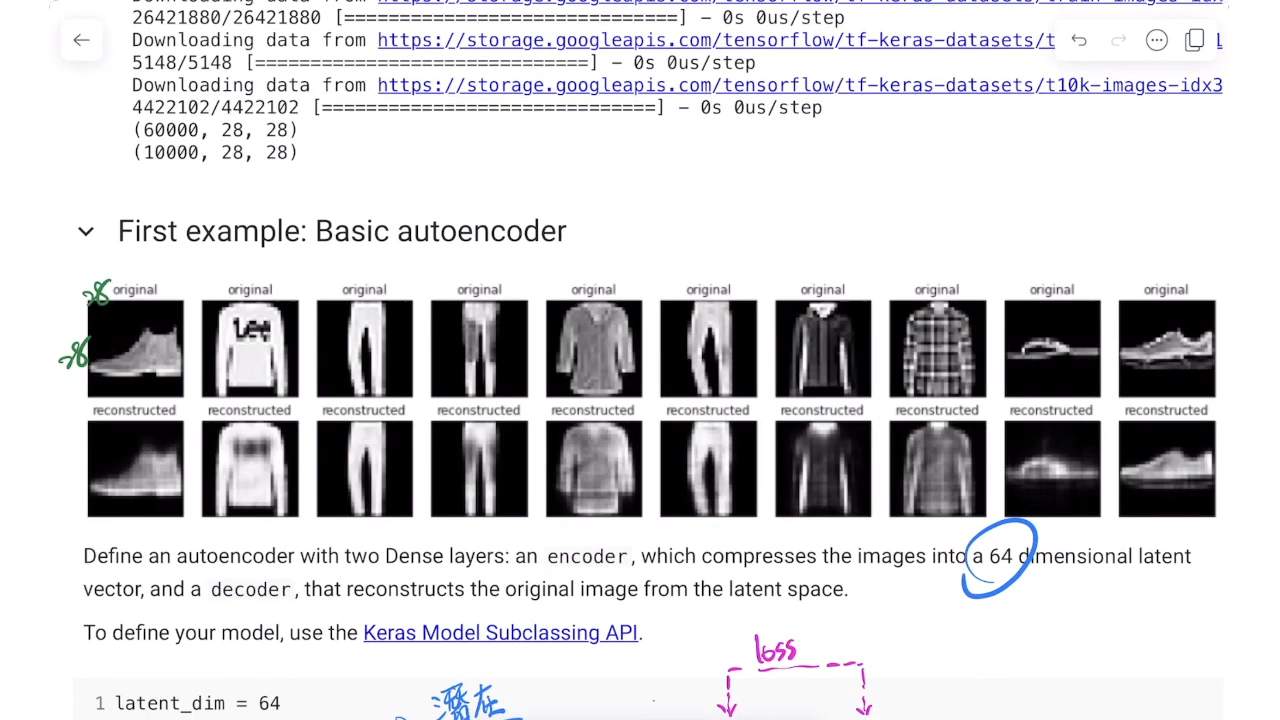 26421880/26421880 [==============================] – 0s 0us/step
Downloading data from https://storage.googleapis.com/tensorflow/tf-keras-datasets/t
5148/5148 [==============================] – 0s 0us/step
Downloading data from https://storage.googleapis.com/tensorflow/tf-keras-datasets/t10k-images-idx3
4422102/4422102 [==============================] – 0s 0us/step
(60000, 28, 28)
(10000, 28, 28)
First example: Basic autoencoder
28
original original original original original original original original original original
Lee
28
reconstructed reconstructed reconstructed reconstructed reconstructed reconstructed reconstructed reconstructed reconstructed reconstructed
Define an autoencoder with two Dense layers: an encoder, which compresses the images into a 64 dimensional latent
vector, and a decoder, that reconstructs the original image from the latent space.
To define your model, use the Keras Model Subclassing API.
loss
1 latent_dim = 64
潛在